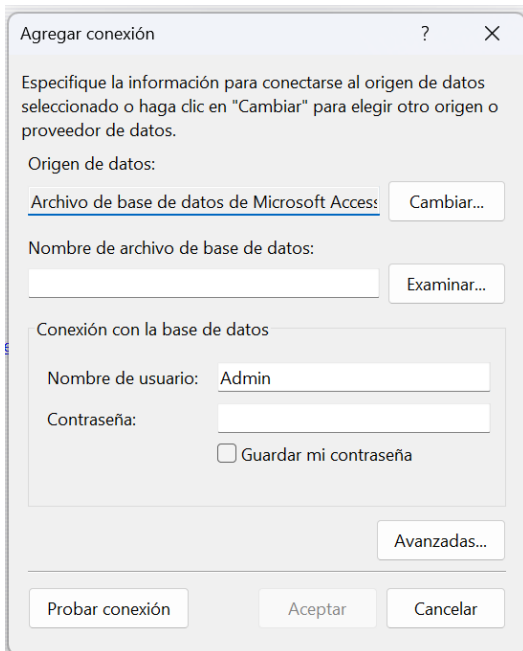 Agregar conexión ?
Especifique la información para conectarse al origen de datos
seleccionado o haga clic en "Cambiar" para elegir otro origen o
proveedor de datos.
Origen de datos:
Archivo de base de datos de Microsoft Access Cambiar...
Nombre de archivo de base de datos:
Examinar...
Conexión con la base de datos
Nombre de usuario: Admin
Contraseña:
Guardar mi contraseña
Avanzadas...
Probar conexión Aceptar Cancelar